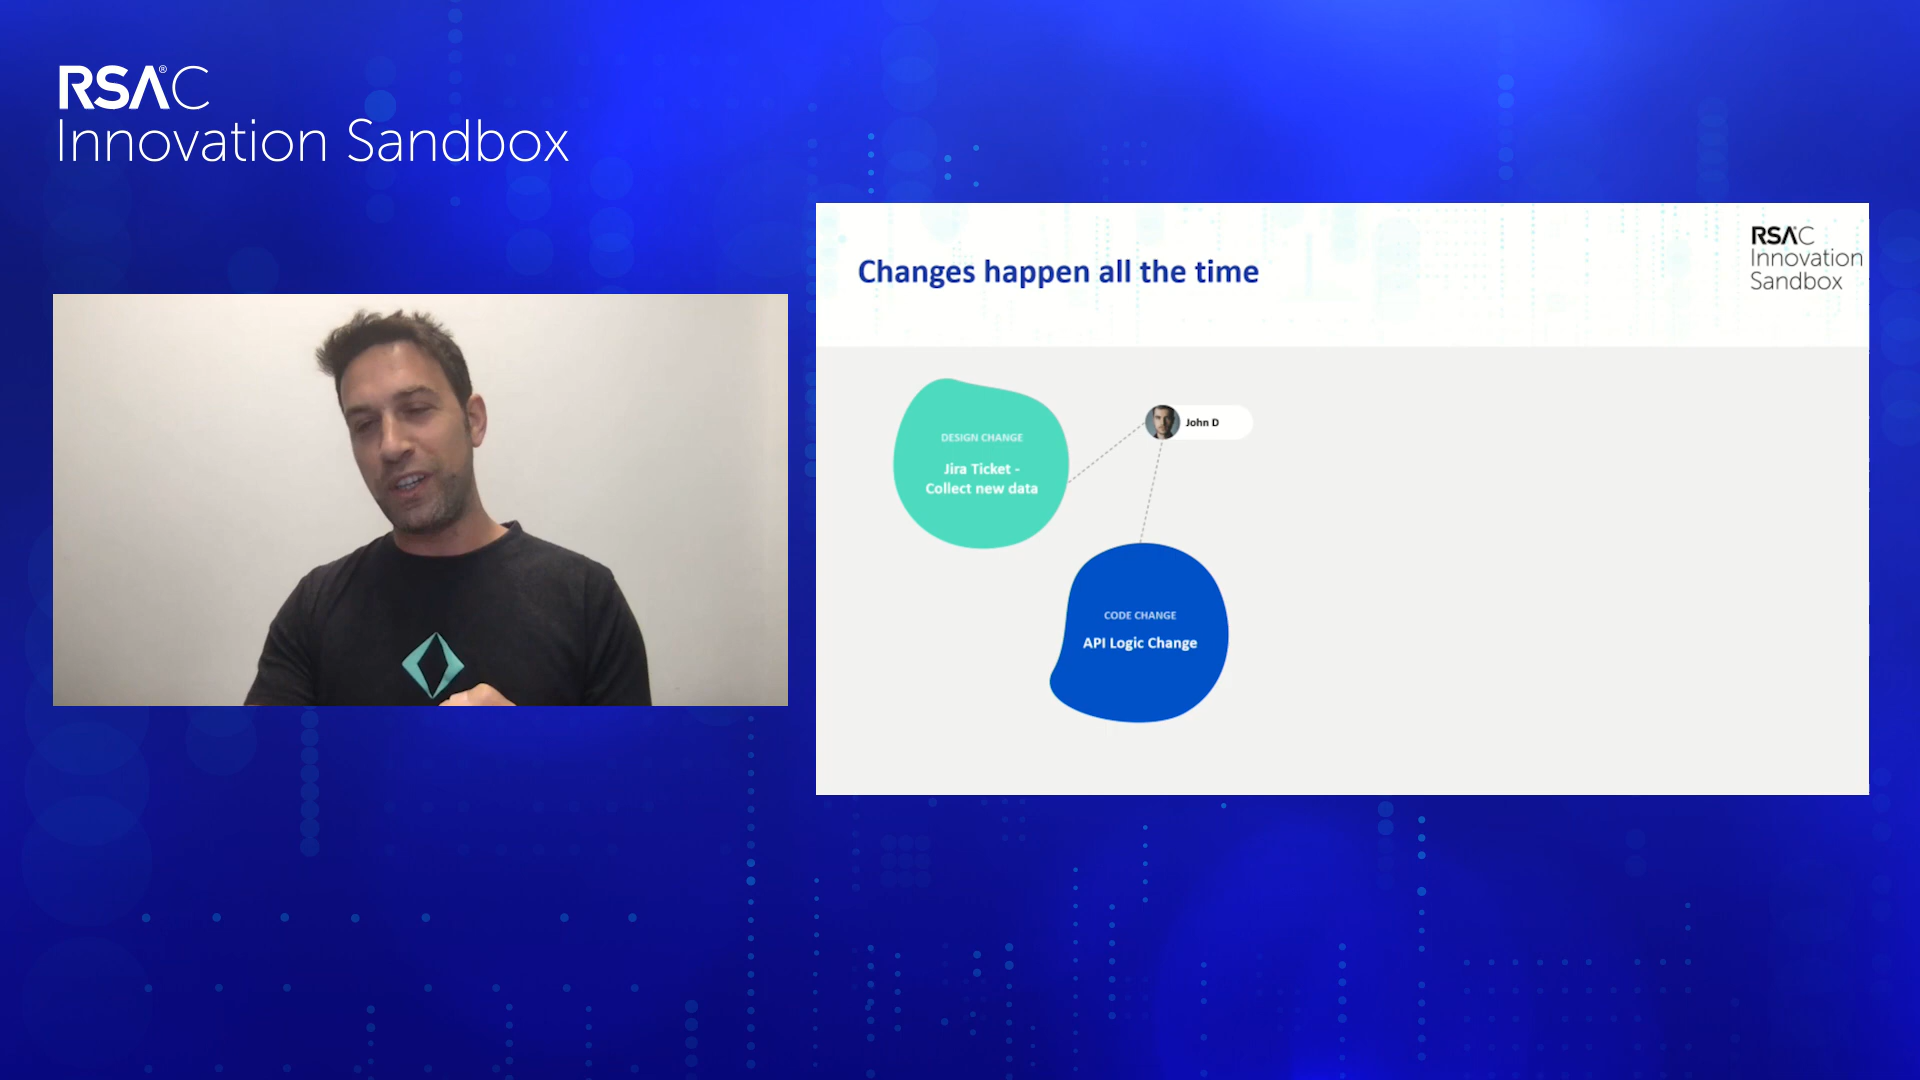 RSA®C
Innovation Sandbox
Changes happen all the time
RSAC
Innovation
Sandbox
DESIGN CHANGE
Jira Ticket -
Collect new data
John D
CODE CHANGE
API Logic Change